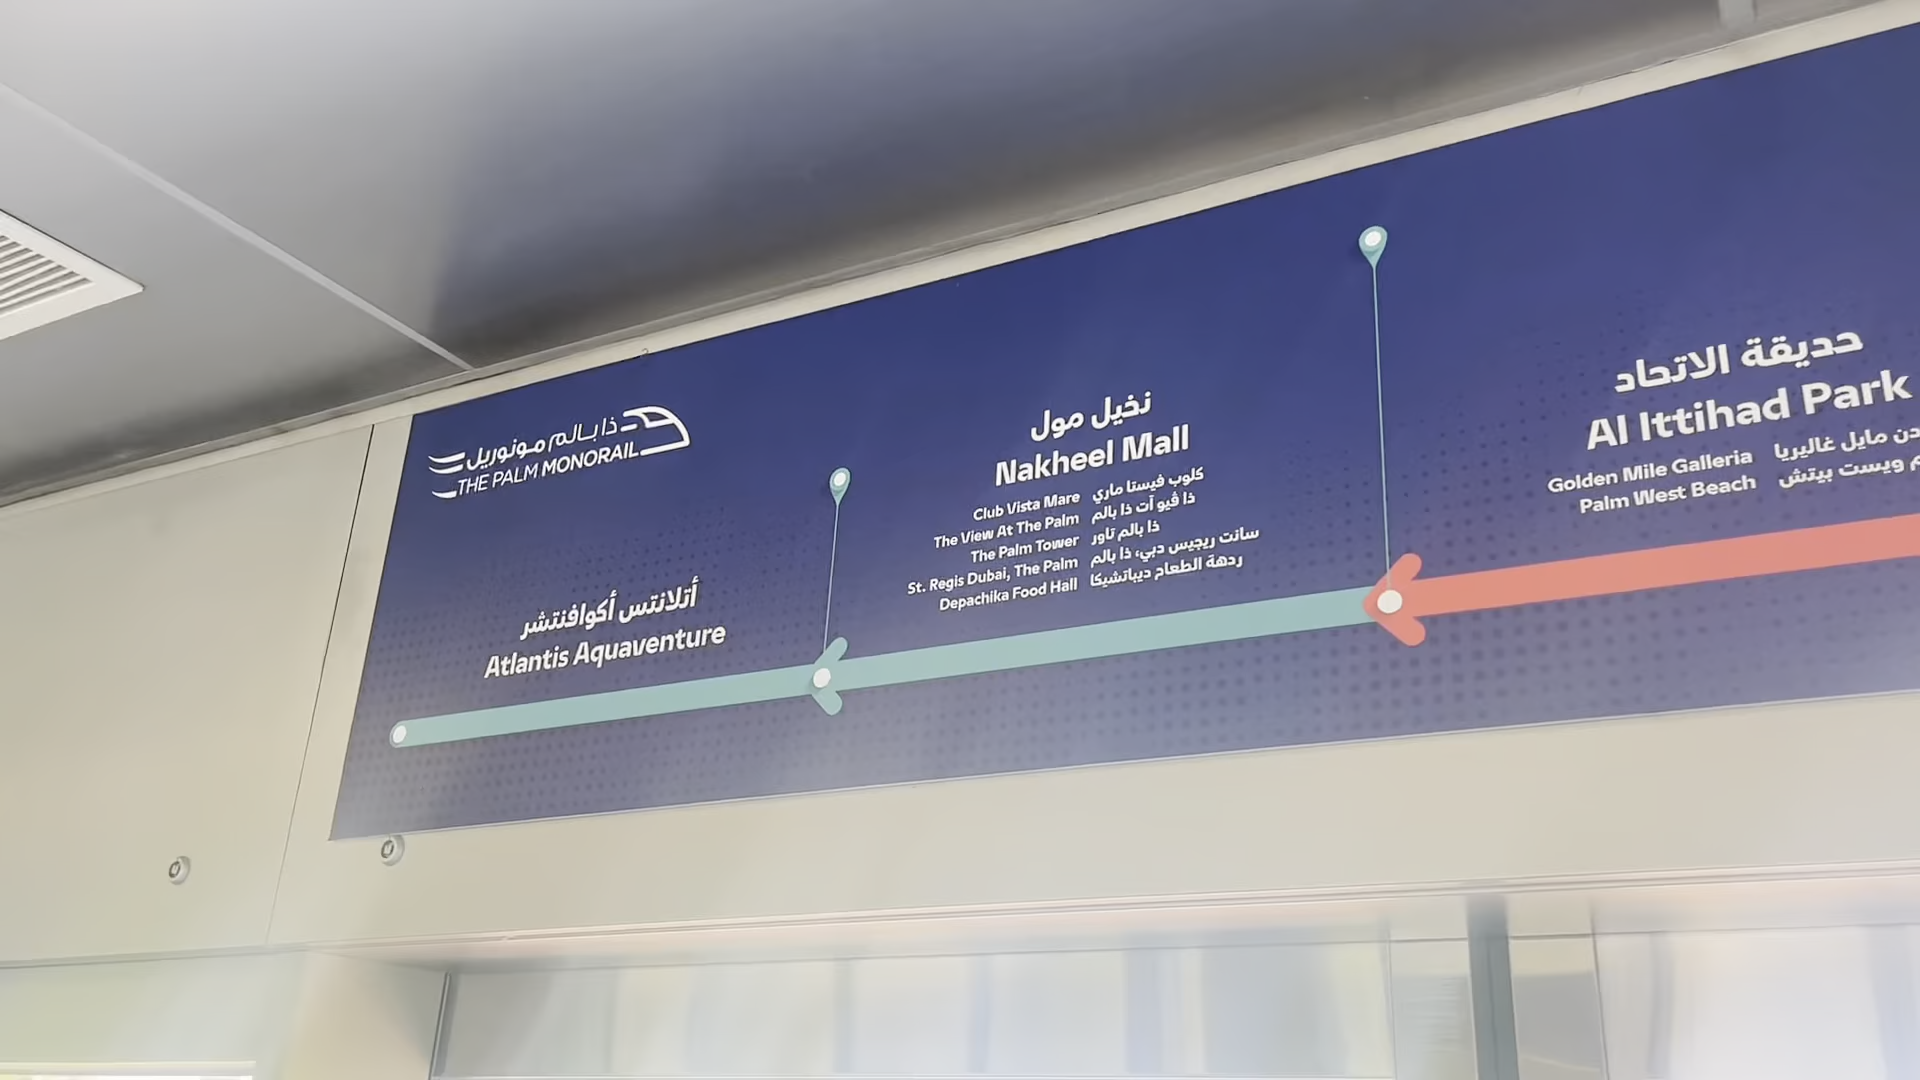 ذا بالم مونوريل
THE PALM MONORAIL
أتلانتس أكوافنتشر
Atlantis Aquaventure
نخيل مول
Nakheel Mall
Club Vista Mare كلوب فيستا ماري
The View At The Palm ذا ڤيو آت ذا بالم
The Palm Tower ذا بالم تاور
St. Regis Dubai, The Palm سانت ريجيس دبي، ذا بالم
Depachika Food Hall ردهة الطعام ديباتشيكا
حديقة الاتحاد
Al Ittihad Park
Golden Mile Galleria مايل غاليريا
Palm West Beach ويست بيتش